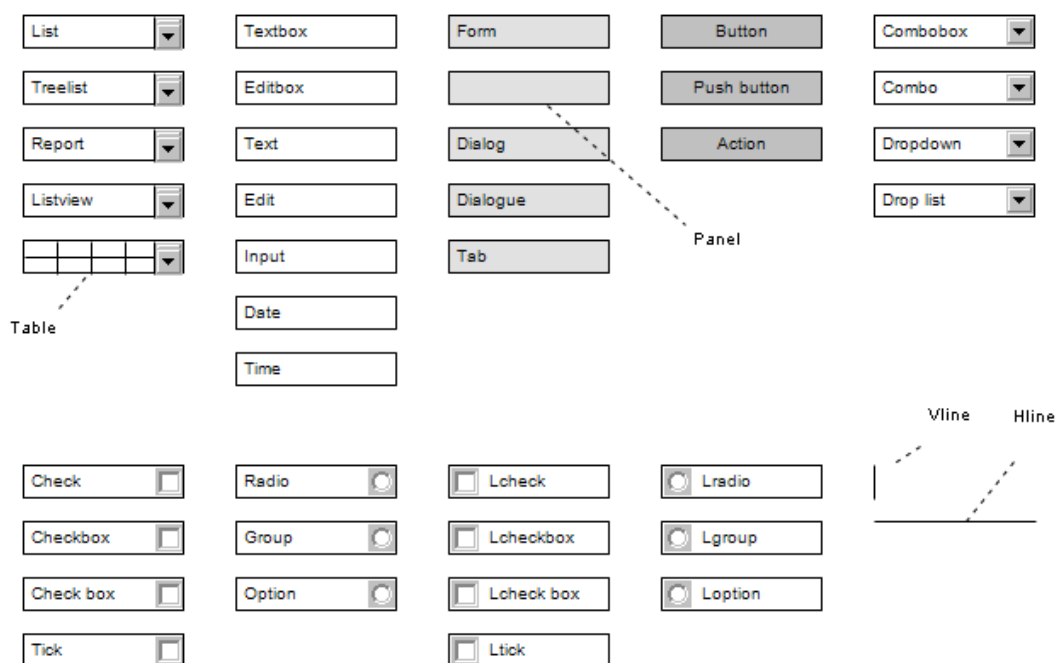 List
Textbox
Form
Button
Combobox
Treelist
Editbox
Push button
Combo
Report
Text
Dialog
Action
Dropdown
Listview
Edit
Dialogue
Drop list
Panel
Input
Tab
Table
Date
Time
Vline
Hline
Check
Radio
Lcheck
Lradio
Checkbox
Group
Lcheckbox
Lgroup
Check box
Option
Lcheck box
Loption
Tick
Ltick